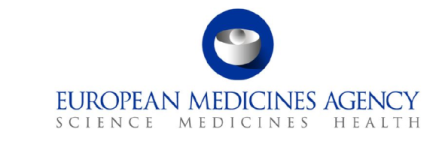 EUROPEAN MEDICINES AGENCY
SCIENCE MEDICINES HEALTH